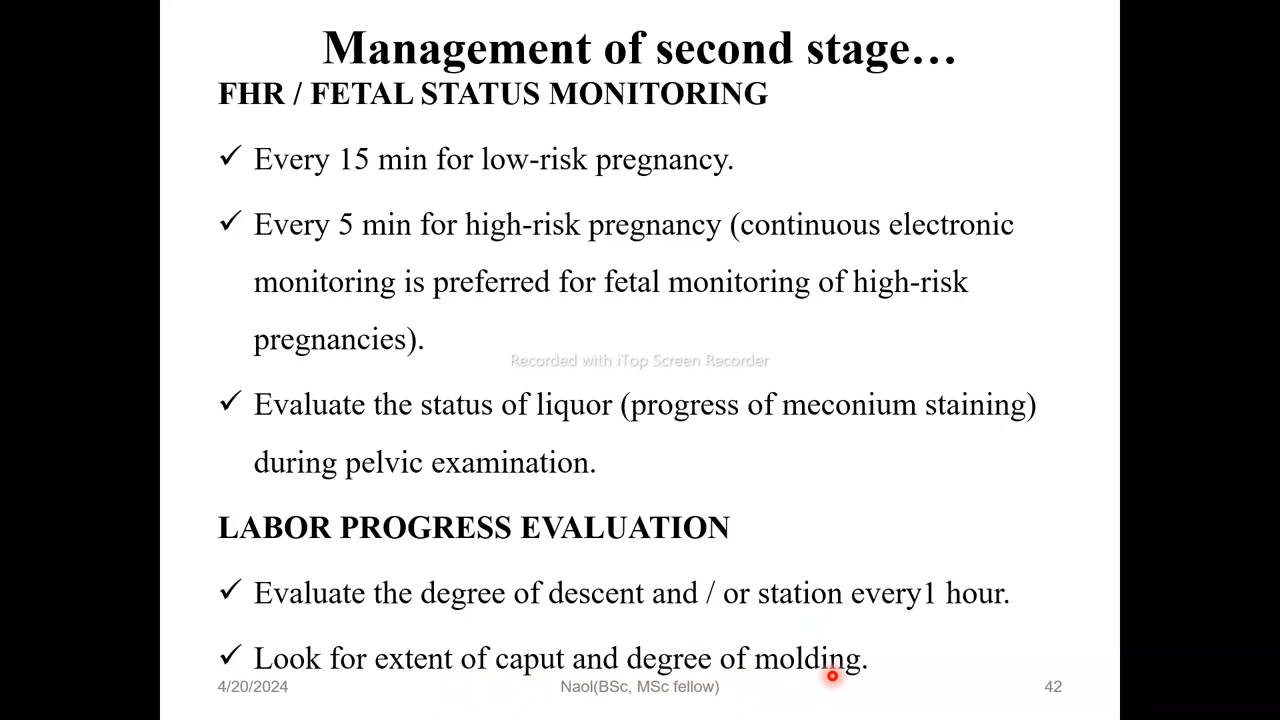 Management of second stage…
FHR / FETAL STATUS MONITORING
✓ Every 15 min for low-risk pregnancy.
✓ Every 5 min for high-risk pregnancy (continuous electronic
monitoring is preferred for fetal monitoring of high-risk
pregnancies).
Recorded with iTop Screen Recorder
✓ Evaluate the status of liquor (progress of meconium staining)
during pelvic examination.
LABOR PROGRESS EVALUATION
✓ Evaluate the degree of descent and / or station every1 hour.
✓ Look for extent of caput and degree of molding.
4/20/2024 Naol(BSc, MSc fellow) 42